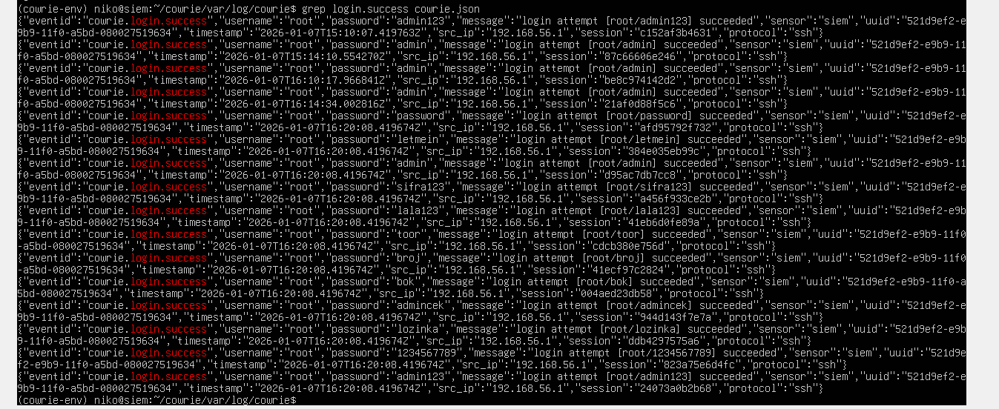 (cowrie-env) niko@siem:~/cowrie/var/log/cowrie$ grep login.success cowrie.json
{"eventid":"cowrie.login.success","username":"root","password":"admin123","message":"login attempt [root/admin123] succeeded","sensor":"siem","uuid":"521d9ef2-e
9b9-11f0-a5bd-080027519634","timestamp":"2026-01-07T15:10:07.419763Z","src_ip":"192.168.56.1","session":"c152af3b4631","protocol":"ssh"}
{"eventid":"cowrie.login.success","username":"root","password":"admin","message":"login attempt [root/admin] succeeded","sensor":"siem","uuid":"521d9ef2-e9b9-11
f0-a5bd-080027519634","timestamp":"2026-01-07T15:14:10.554270Z","src_ip":"192.168.56.1","session":"87c66606e246","protocol":"ssh"}
{"eventid":"cowrie.login.success","username":"root","password":"admin","message":"login attempt [root/admin] succeeded","sensor":"siem","uuid":"521d9ef2-e9b9-11
f0-a5bd-080027519634","timestamp":"2026-01-07T16:10:17.966841Z","src_ip":"192.168.56.1","session":"be8c974142d2","protocol":"ssh"}
{"eventid":"cowrie.login.success","username":"root","password":"admin","message":"login attempt [root/admin] succeeded","sensor":"siem","uuid":"521d9ef2-e9b9-11
f0-a5bd-080027519634","timestamp":"2026-01-07T16:14:34.002816Z","src_ip":"192.168.56.1","session":"21af0d88f5c6","protocol":"ssh"}
{"eventid":"cowrie.login.success","username":"root","password":"password","message":"login attempt [root/password] succeeded","sensor":"siem","uuid":"521d9ef2-e
9b9-11f0-a5bd-080027519634","timestamp":"2026-01-07T16:20:08.419674Z","src_ip":"192.168.56.1","session":"afd95792f732","protocol":"ssh"}
{"eventid":"cowrie.login.success","username":"root","password":"letmein","message":"login attempt [root/letmein] succeeded","sensor":"siem","uuid":"521d9ef2-e9b
9-11f0-a5bd-080027519634","timestamp":"2026-01-07T16:20:08.419674Z","src_ip":"192.168.56.1","session":"384e035eb99c","protocol":"ssh"}
{"eventid":"cowrie.login.success","username":"root","password":"admin","message":"login attempt [root/admin] succeeded","sensor":"siem","uuid":"521d9ef2-e9b9-11
f0-a5bd-080027519634","timestamp":"2026-01-07T16:20:08.419674Z","src_ip":"192.168.56.1","session":"d95ac7db7cc8","protocol":"ssh"}
{"eventid":"cowrie.login.success","username":"root","password":"sifra123","message":"login attempt [root/sifra123] succeeded","sensor":"siem","uuid":"521d9ef2-e
9b9-11f0-a5bd-080027519634","timestamp":"2026-01-07T16:20:08.419674Z","src_ip":"192.168.56.1","session":"a456f933ce2b","protocol":"ssh"}
{"eventid":"cowrie.login.success","username":"root","password":"lala123","message":"login attempt [root/lala123] succeeded","sensor":"siem","uuid":"521d9ef2-e9b
9-11f0-a5bd-080027519634","timestamp":"2026-01-07T16:20:08.419674Z","src_ip":"192.168.56.1","session":"41eb6d0fe89a","protocol":"ssh"}
{"eventid":"cowrie.login.success","username":"root","password":"toor","message":"login attempt [root/toor] succeeded","sensor":"siem","uuid":"521d9ef2-e9b9-11f0
-a5bd-080027519634","timestamp":"2026-01-07T16:20:08.419674Z","src_ip":"192.168.56.1","session":"cdcb380e756d","protocol":"ssh"}
{"eventid":"cowrie.login.success","username":"root","password":"broj","message":"login attempt [root/broj] succeeded","sensor":"siem","uuid":"521d9ef2-e9b9-11f0
-a5bd-080027519634","timestamp":"2026-01-07T16:20:08.419674Z","src_ip":"192.168.56.1","session":"41ecf97c2824","protocol":"ssh"}
{"eventid":"cowrie.login.success","username":"root","password":"bok","message":"login attempt [root/bok] succeeded","sensor":"siem","uuid":"521d9ef2-e9b9-11f0-a
5bd-080027519634","timestamp":"2026-01-07T16:20:08.419674Z","src_ip":"192.168.56.1","session":"004aed23db58","protocol":"ssh"}
{"eventid":"cowrie.login.success","username":"root","password":"admincek","message":"login attempt [root/admincek] succeeded","sensor":"siem","uuid":"521d9ef2-e
9b9-11f0-a5bd-080027519634","timestamp":"2026-01-07T16:20:08.419674Z","src_ip":"192.168.56.1","session":"944d143f7e7a","protocol":"ssh"}
{"eventid":"cowrie.login.success","username":"root","password":"lozinka","message":"login attempt [root/lozinka] succeeded","sensor":"siem","uuid":"521d9ef2-e9b
9-11f0-a5bd-080027519634","timestamp":"2026-01-07T16:20:08.419674Z","src_ip":"192.168.56.1","session":"ddb4297575a6","protocol":"ssh"}
{"eventid":"cowrie.login.success","username":"root","password":"1234567789","message":"login attempt [root/1234567789] succeeded","sensor":"siem","uuid":"521d9e
f2-e9b9-11f0-a5bd-080027519634","timestamp":"2026-01-07T16:20:08.419674Z","src_ip":"192.168.56.1","session":"823a75e6d4fc","protocol":"ssh"}
{"eventid":"cowrie.login.success","username":"root","password":"admin123","message":"login attempt [root/admin123] succeeded","sensor":"siem","uuid":"521d9ef2-e
9b9-11f0-a5bd-080027519634","timestamp":"2026-01-07T16:20:08.419674Z","src_ip":"192.168.56.1","session":"24073a0b2b68","protocol":"ssh"}
(cowrie-env) niko@siem:~/cowrie/var/log/cowrie$